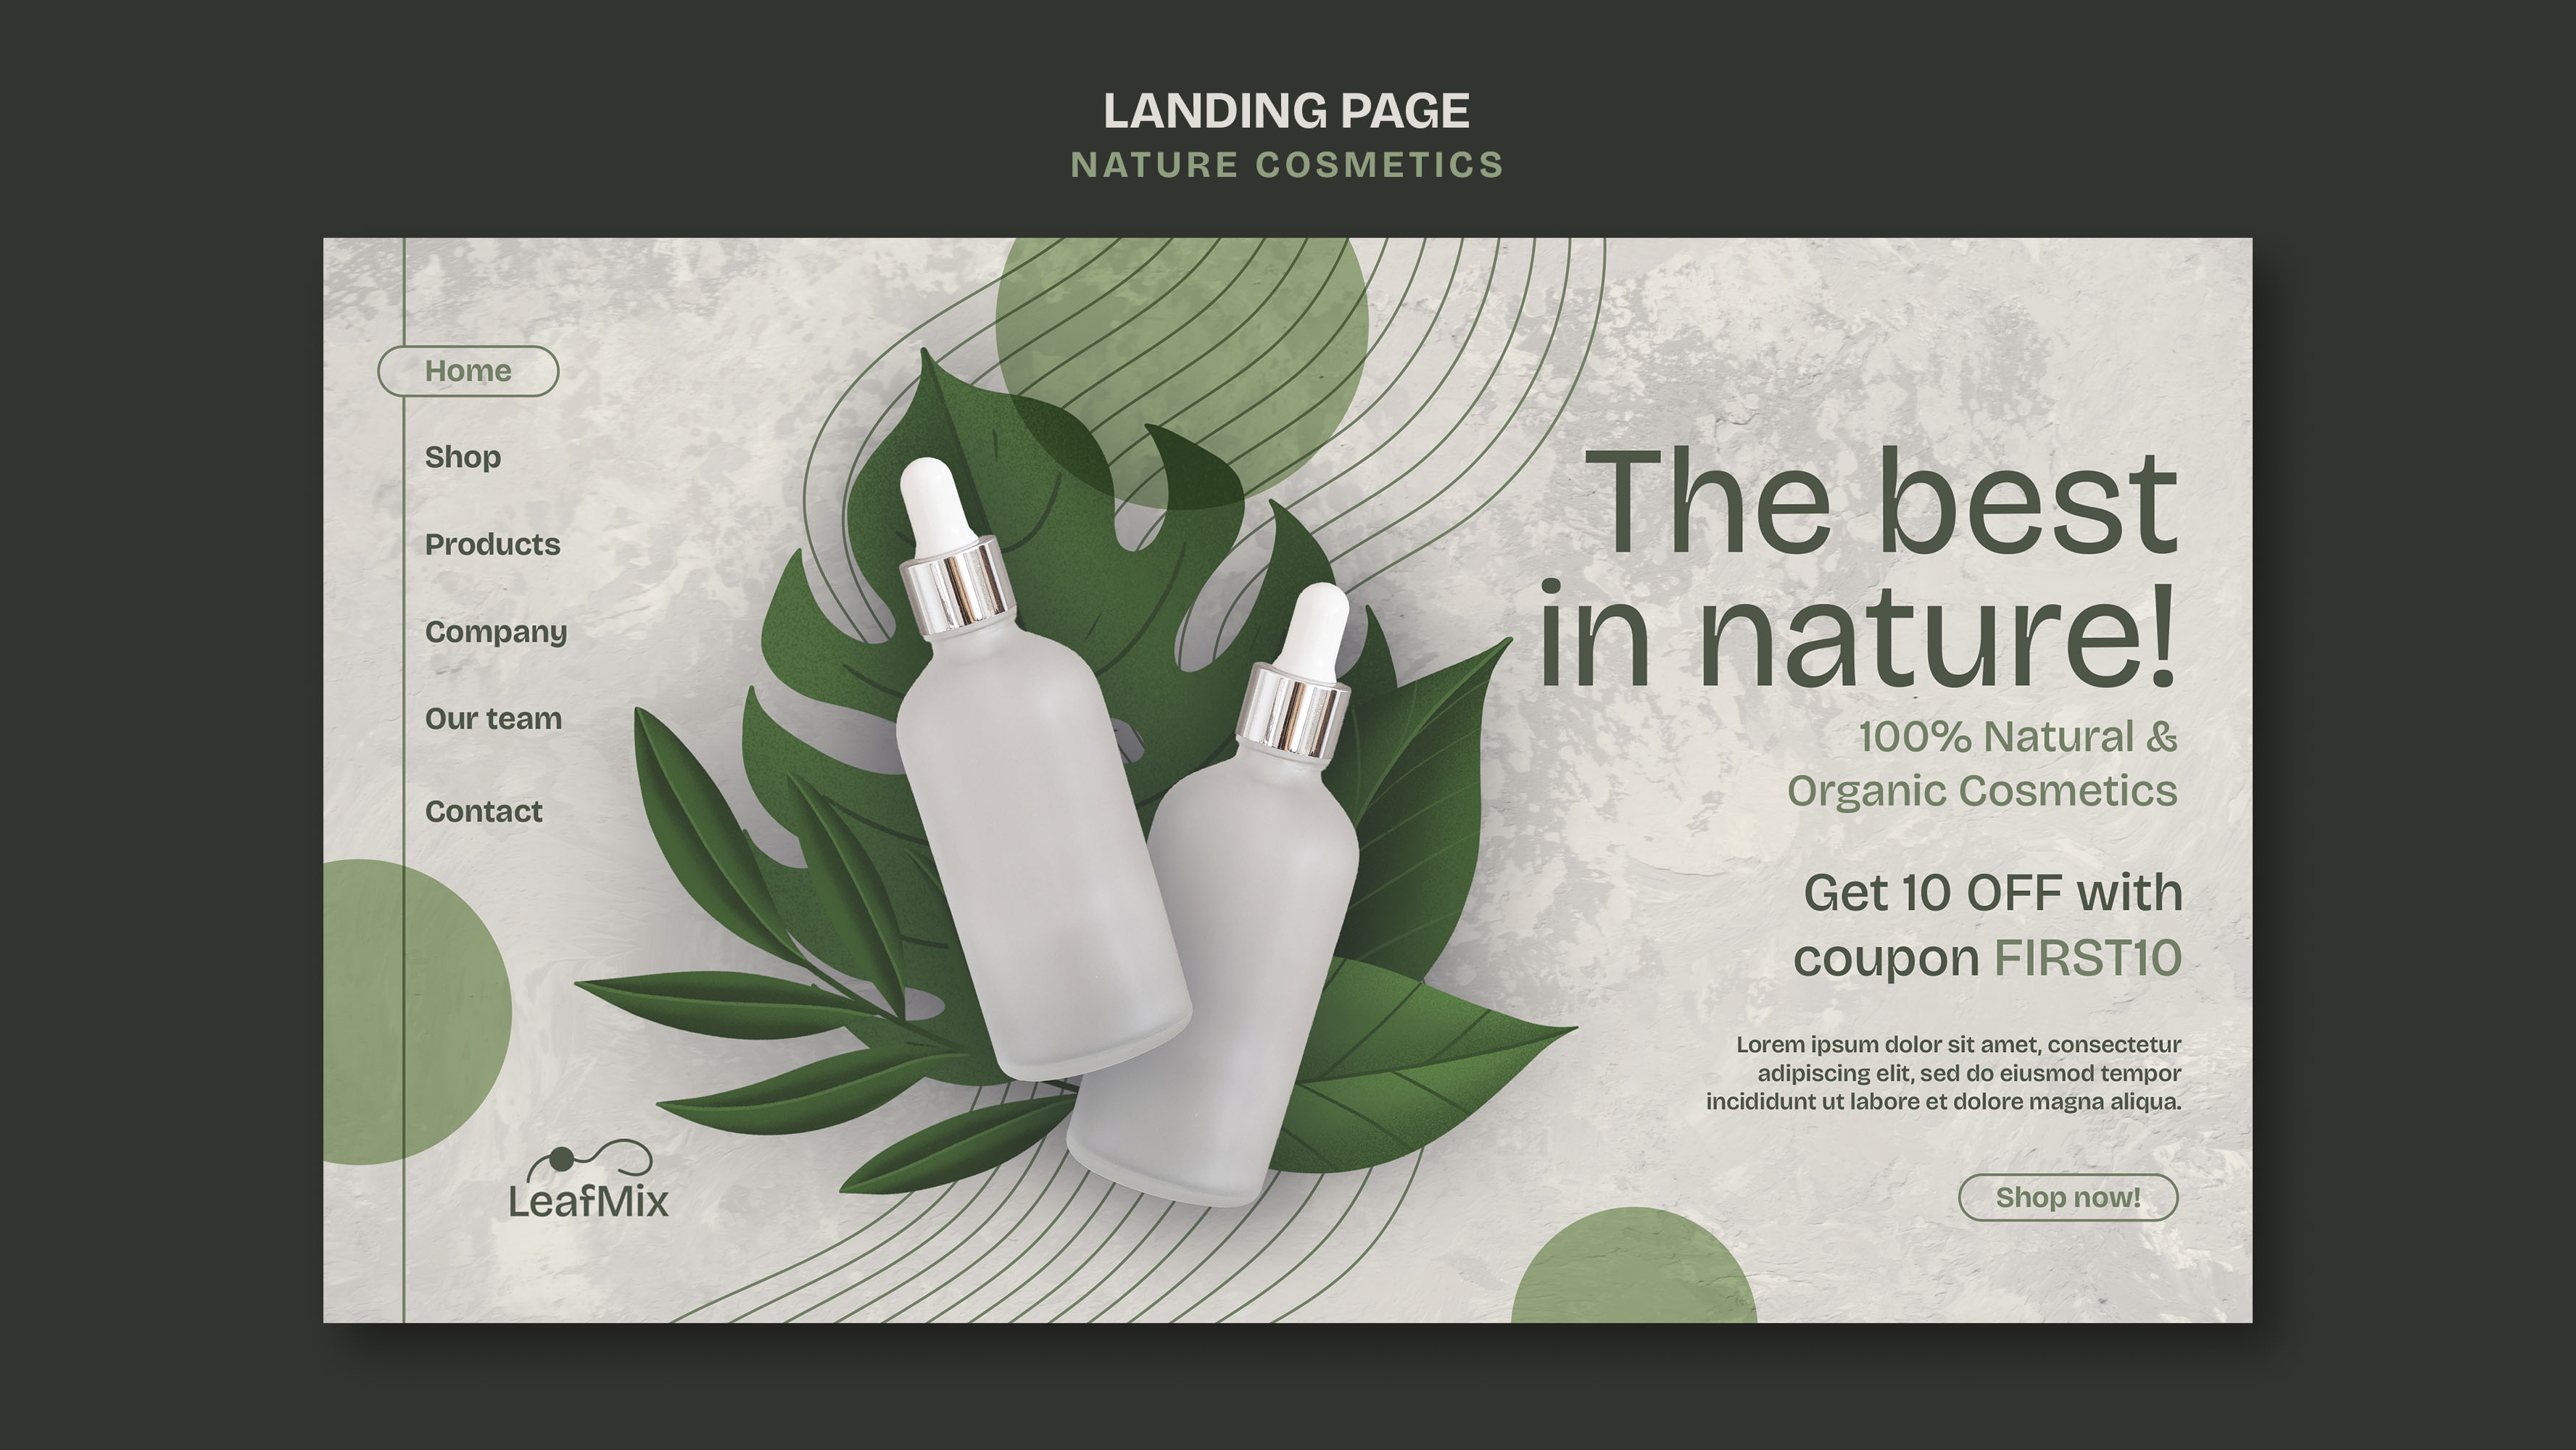 LANDING PAGE
NATURE COSMETICS
Home
Shop
Products
Company
Our team
Contact
LeafMix
The best
in nature!
100% Natural &
Organic Cosmetics
Get 10 OFF with
coupon FIRST10
Lorem ipsum dolor sit amet, consectetur
adipiscing elit, sed do eiusmod tempor
incididunt ut labore et dolore magna aliqua.
Shop now!